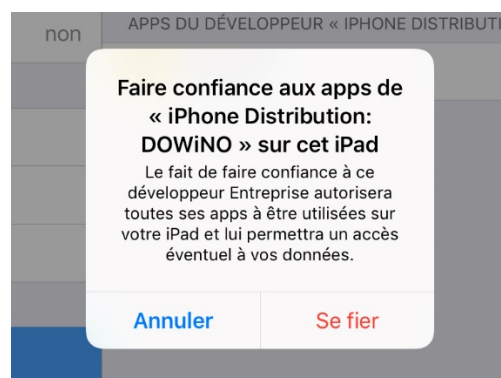 non
APPS DU DÉVELOPPEUR « IPHONE DISTRIBUTI
Faire confiance aux apps de
« iPhone Distribution:
DOWiNO » sur cet iPad
Le fait de faire confiance à ce
développeur Entreprise autorisera
toutes ses apps à être utilisées sur
votre iPad et lui permettra un accès
éventuel à vos données.
Annuler
Se fier